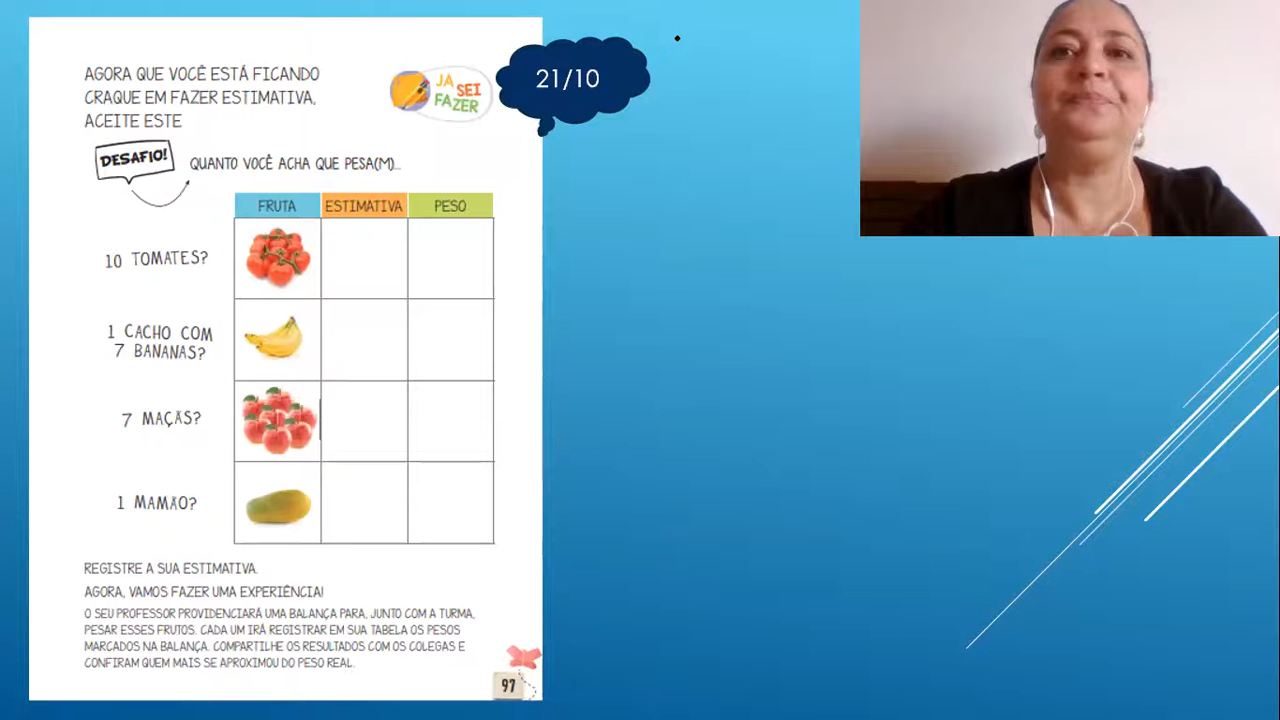 AGORA QUE VOCÊ ESTÁ FICANDO
CRAQUE EM FAZER ESTIMATIVA,
ACEITE ESTE
JÁ
SEI
FAZER
21/10
DESAFIO!
QUANTO VOCÊ ACHA QUE PESA(M)...
FRUTA ESTIMATIVA PESO
10 TOMATES?
1 CACHO COM
7 BANANAS?
7 MAÇÃS?
1 MAMÃO?
REGISTRE A SUA ESTIMATIVA.
AGORA, VAMOS FAZER UMA EXPERIÊNCIA!
O SEU PROFESSOR PROVIDENCIARÁ UMA BALANÇA PARA, JUNTO COM A TURMA,
PESAR ESSES FRUTOS. CADA UM IRÁ REGISTRAR EM SUA TABELA OS PESOS
MARCADOS NA BALANÇA. COMPARTILHE OS RESULTADOS COM OS COLEGAS E
CONFIRAM QUEM MAIS SE APROXIMOU DO PESO REAL.
97